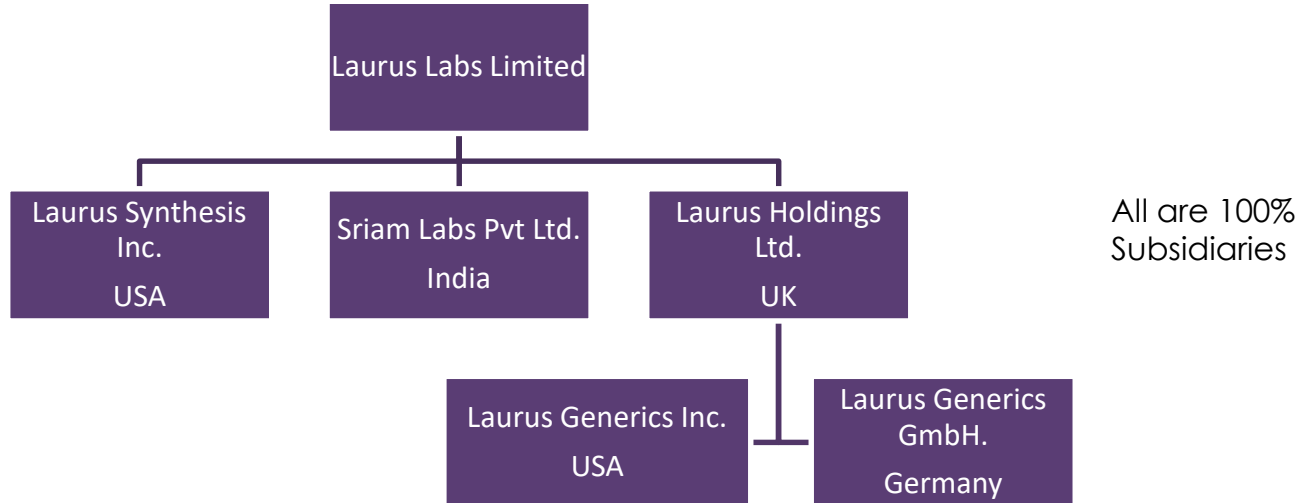 Laurus Labs Limited
Laurus Synthesis
Inc.
USA
Sriam Labs Pvt Ltd.
India
Laurus Holdings
Ltd.
UK
All are 100%
Subsidiaries
Laurus Generics Inc.
USA
Laurus Generics
GmbH.
Germany